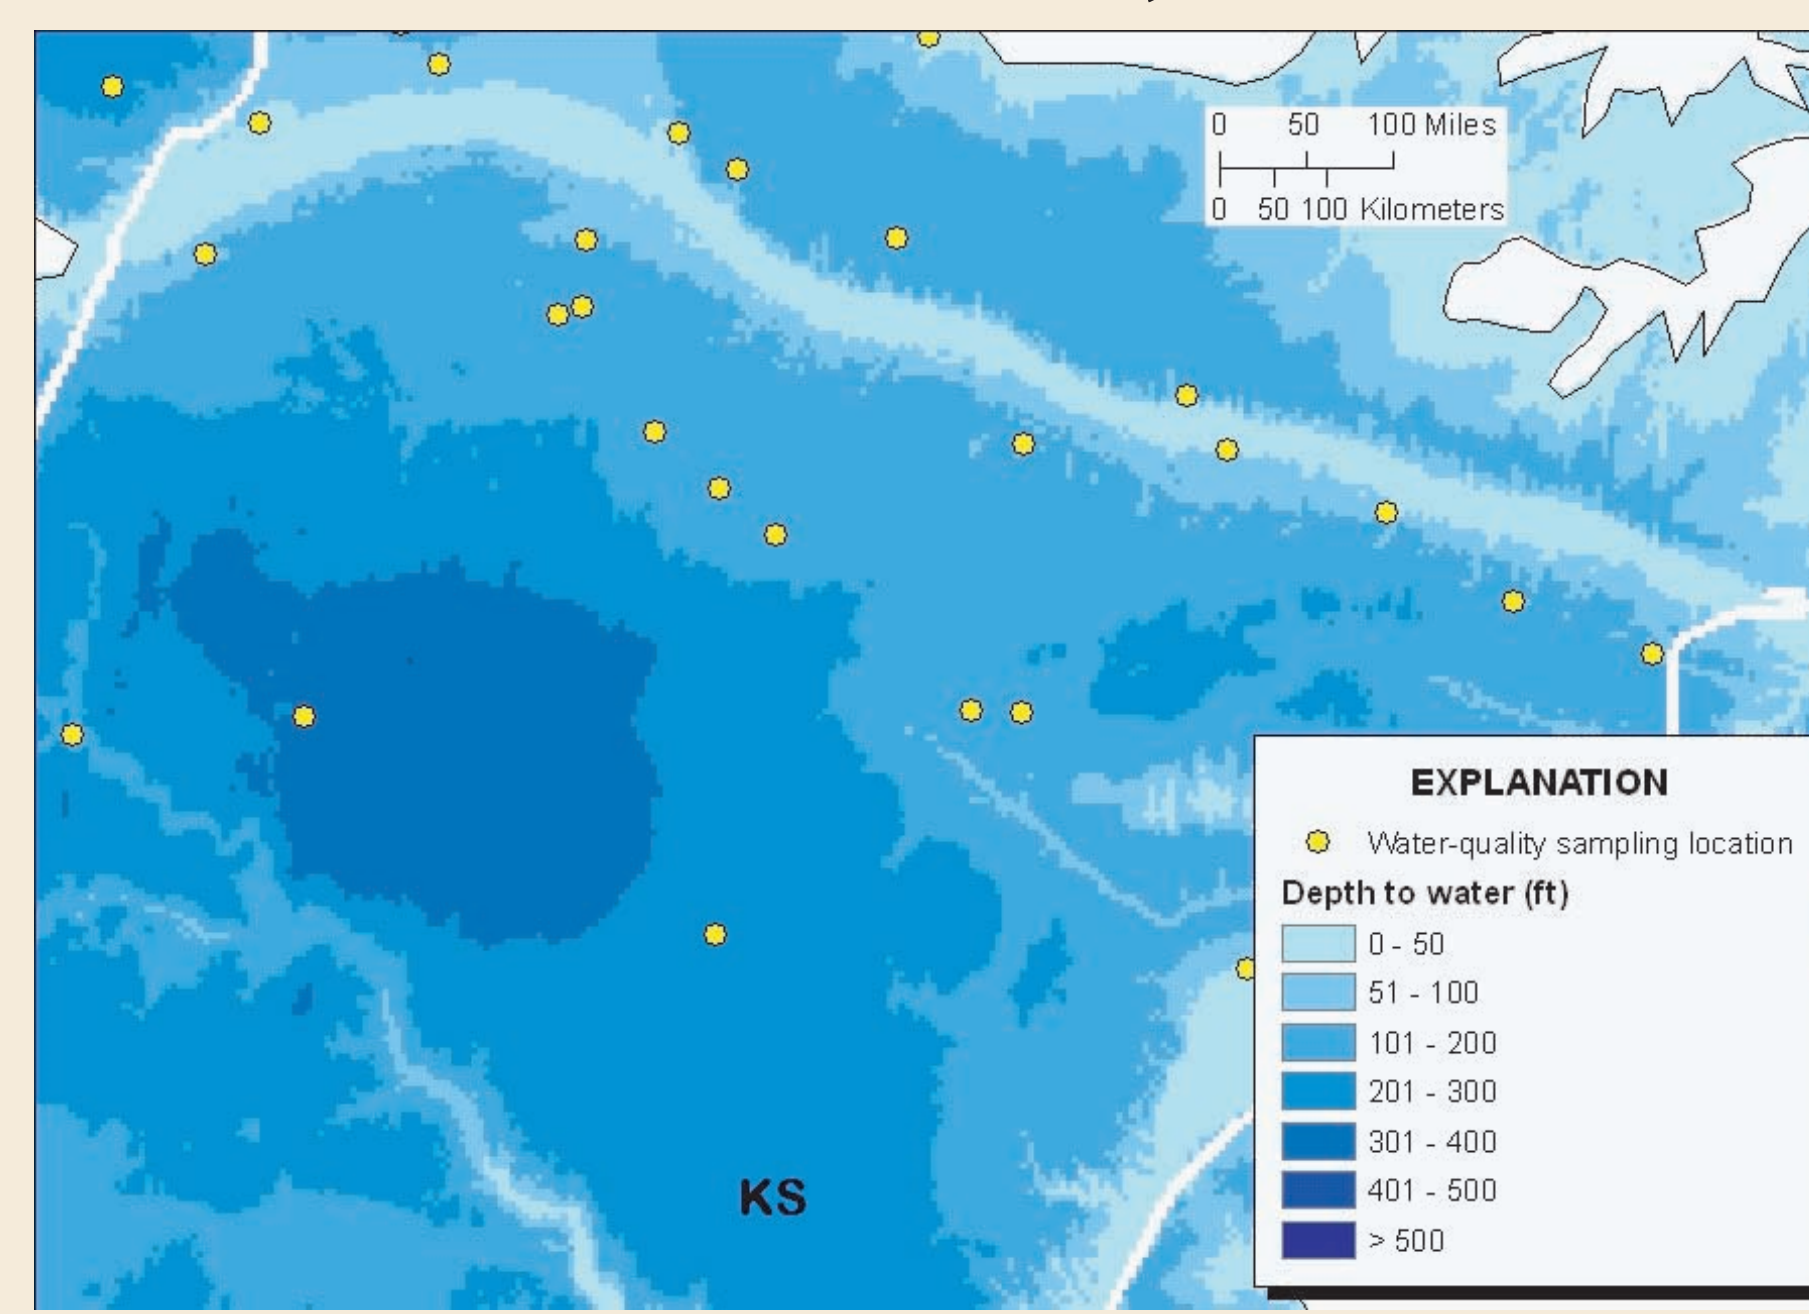 0 50 100 Miles
0 50 100 Kilometers
KS
EXPLANATION
Water-quality sampling location
Depth to water (ft)
0 - 50
51 - 100
101 - 200
201 - 300
301 - 400
401 - 500
> 500